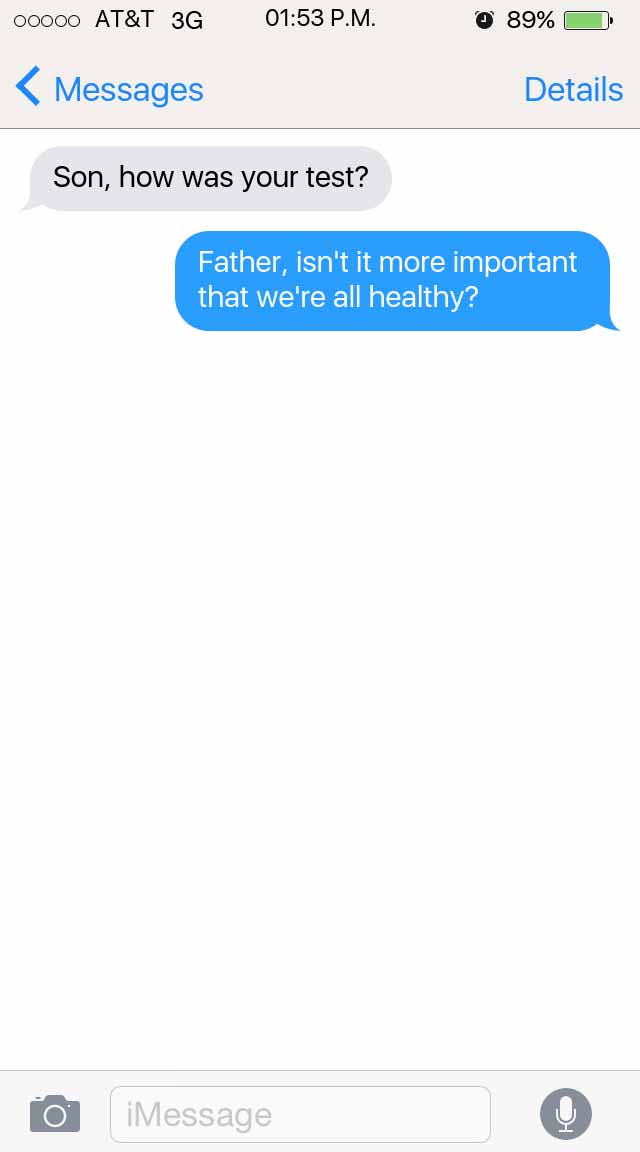 AT&T 3G 01:53 P.M. 89%
Messages Details
Son, how was your test?
Father, isn't it more important
that we're all healthy?
iMessage